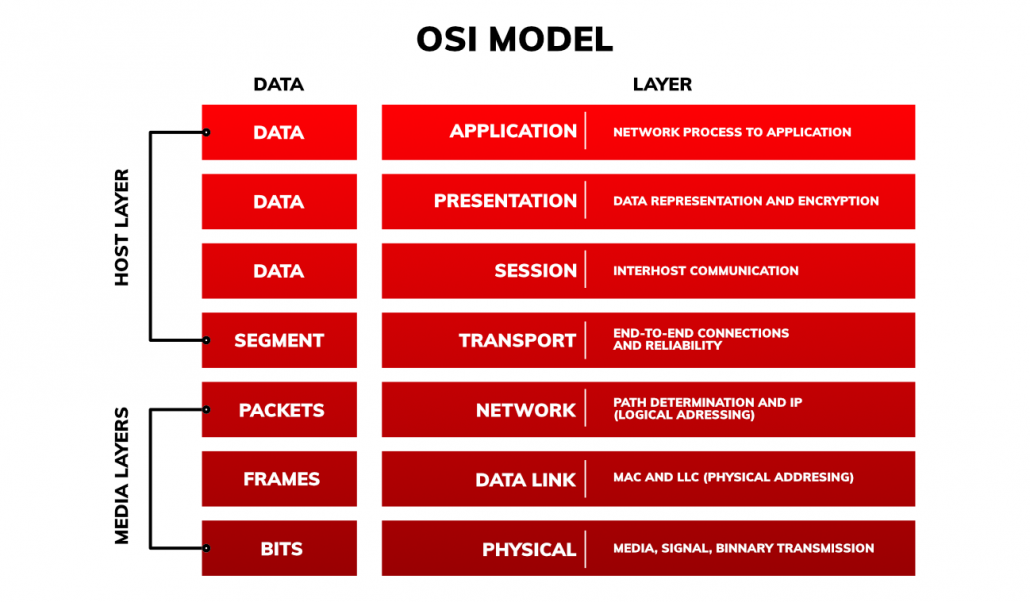 OSI MODEL
DATA
LAYER
HOST LAYER
DATA
APPLICATION
NETWORK PROCESS TO APPLICATION
DATA
PRESENTATION
DATA REPRESENTATION AND ENCRYPTION
DATA
SESSION
INTERHOST COMMUNICATION
SEGMENT
TRANSPORT
END-TO-END CONNECTIONS
AND RELIABILITY
MEDIA LAYERS
PACKETS
NETWORK
PATH DETERMINATION AND IP
(LOGICAL ADRESSING)
FRAMES
DATA LINK
MAC AND LLC (PHYSICAL ADDRESING)
BITS
PHYSICAL
MEDIA, SIGNAL, BINNARY TRANSMISSION